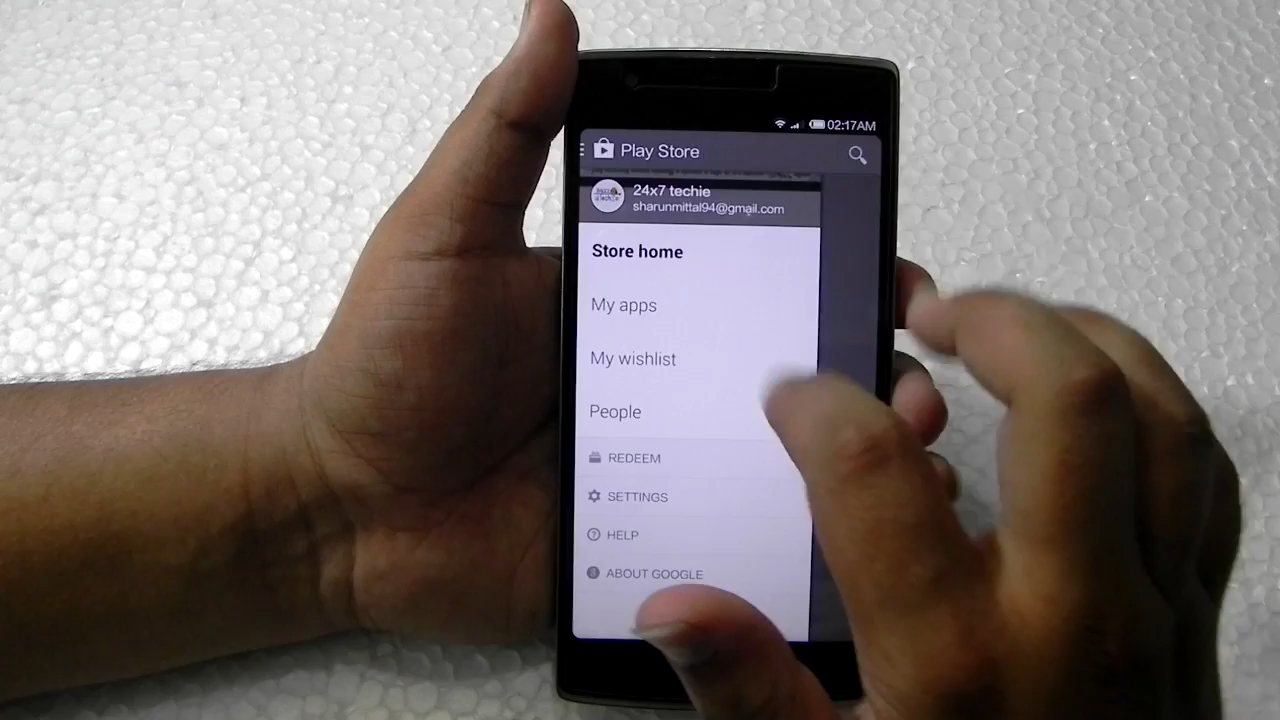 02:17AM
Play Store
24x7 techie
sharunmittal94@gmail.com
Store home
My apps
My wishlist
People
REDEEM
SETTINGS
HELP
ABOUT GOOGLE